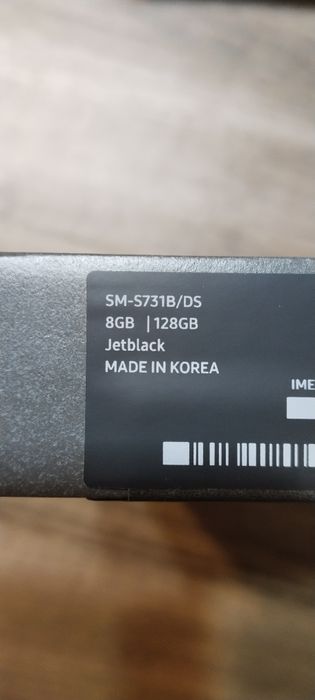 SM-S731B/DS
8GB | 128GB
Jetblack
MADE IN KOREA
IME